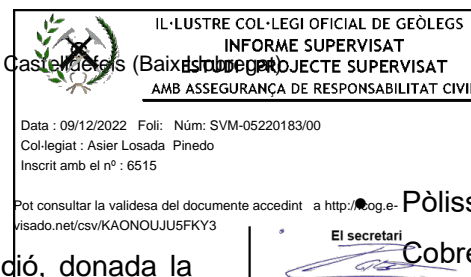 IL·LUSTRE COL·LEGI OFICIAL DE GEÒLEGS
INFORME SUPERVISAT
Castelldefels (Baix Llobregat).
ESTUDI O PROJECTE SUPERVISAT
AMB ASSEGURANÇA DE RESPONSABILITAT CIVIL
Data : 09/12/2022 Foli: Núm: SVM-05220183/00
Col·legiat : Asier Losada Pinedo
Inscrit amb el nº : 6515
Pot consultar la validesa del documente accedint a http://icog.e-
visado.net/csv/KAONOUJU5FKY3
Pòliss
El secretari
Cobre
dió, donada la